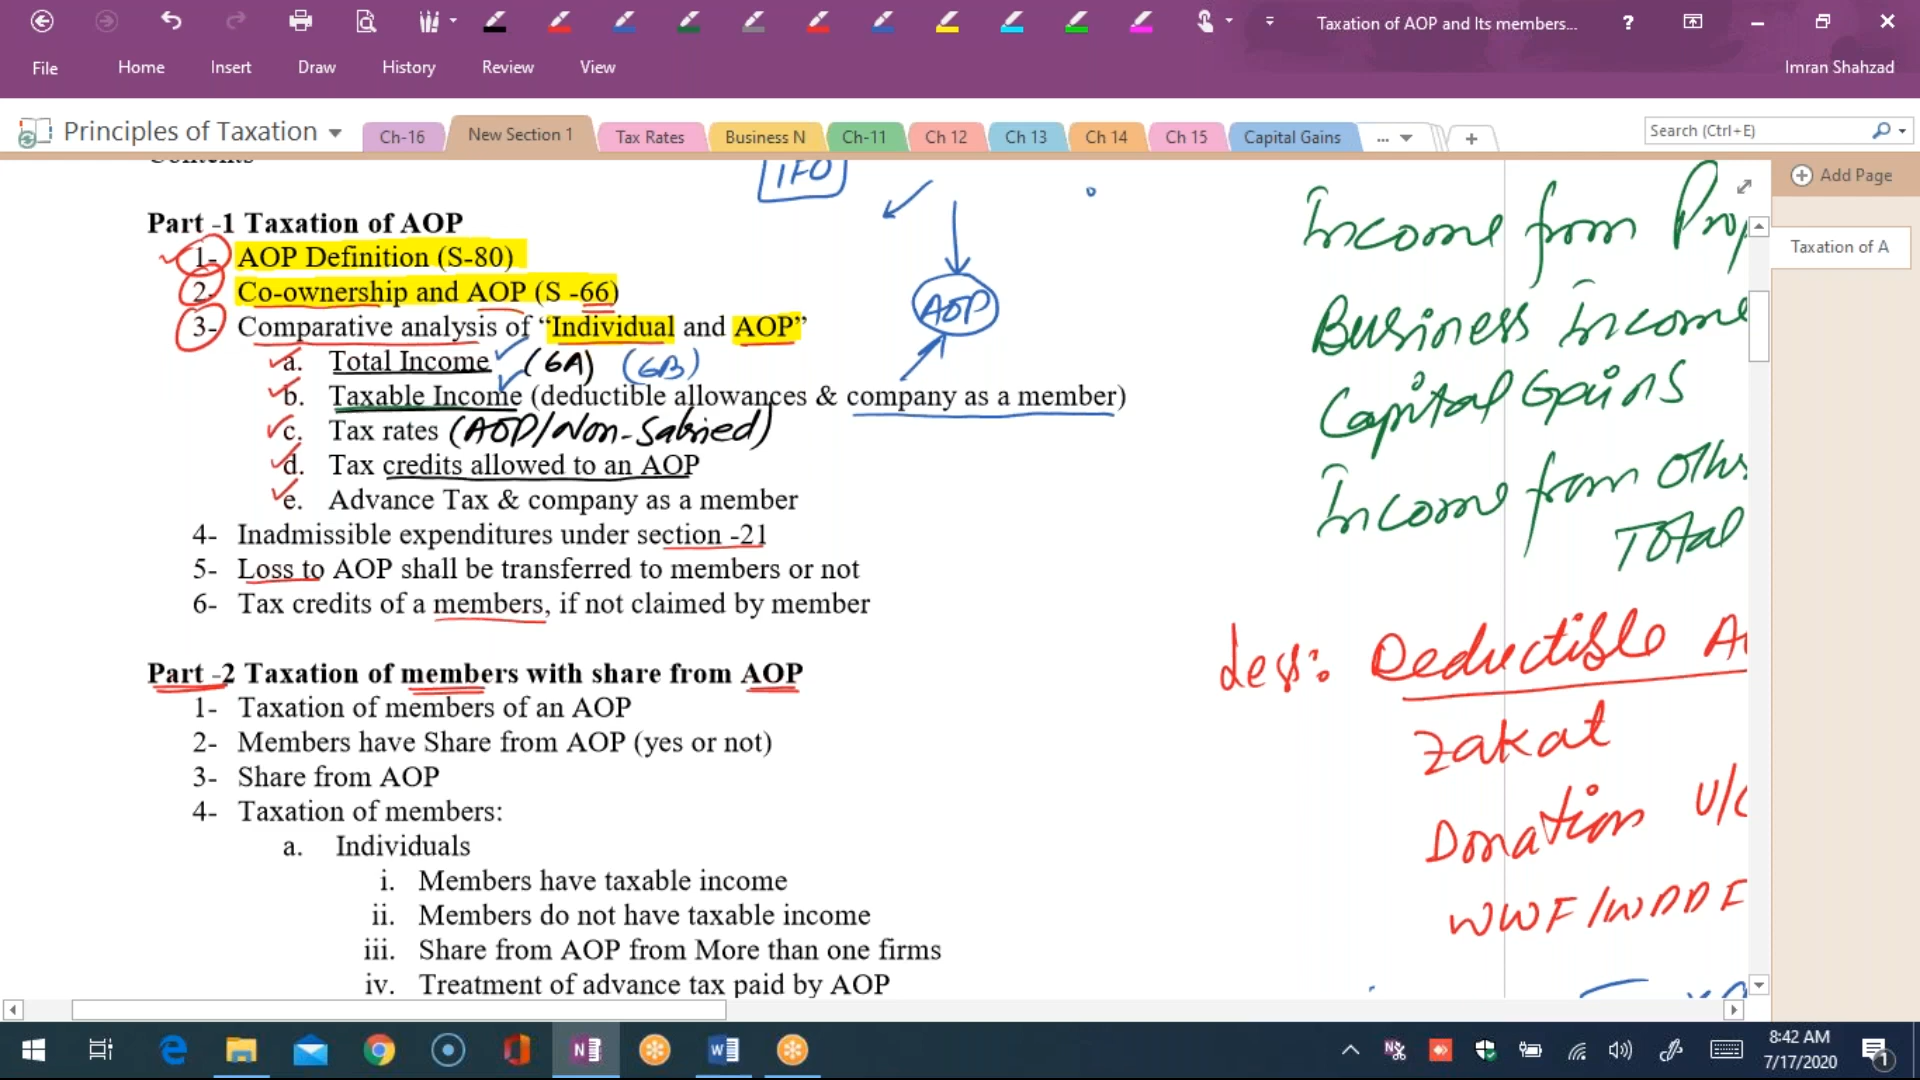 Taxation of AOP and Its members...
?
File
Home
Insert
Draw
History
Review
View
Imran Shahzad
Principles of Taxation
Ch-16
New Section 1
Tax Rates
Business N
Ch-11
Ch 12
Ch 13
Ch 14
Ch 15
Capital Gains
...
Search (Ctrl+E)
Add Page
Taxation of A
Contents
IFO
Part -1 Taxation of AOP
1- AOP Definition (S-80)
2- Co-ownership and AOP (S -66)
3- Comparative analysis of “Individual and AOP”
a. Total Income (6A) (6B)
b. Taxable Income (deductible allowances & company as a member)
c. Tax rates (AOP/Non-Salried)
d. Tax credits allowed to an AOP
e. Advance Tax & company as a member
4- Inadmissible expenditures under section -21
5- Loss to AOP shall be transferred to members or not
6- Tax credits of a members, if not claimed by member
AOP
Part -2 Taxation of members with share from AOP
1- Taxation of members of an AOP
2- Members have Share from AOP (yes or not)
3- Share from AOP
4- Taxation of members:
a. Individuals
i. Members have taxable income
ii. Members do not have taxable income
iii. Share from AOP from More than one firms
iv. Treatment of advance tax paid by AOP
Income from Prop
Business Income
Capital Gains
Income from Othe
Total
Less: Deductible A
Zakat
Donation U/
WWF/
8:42 AM
7/17/2020
1